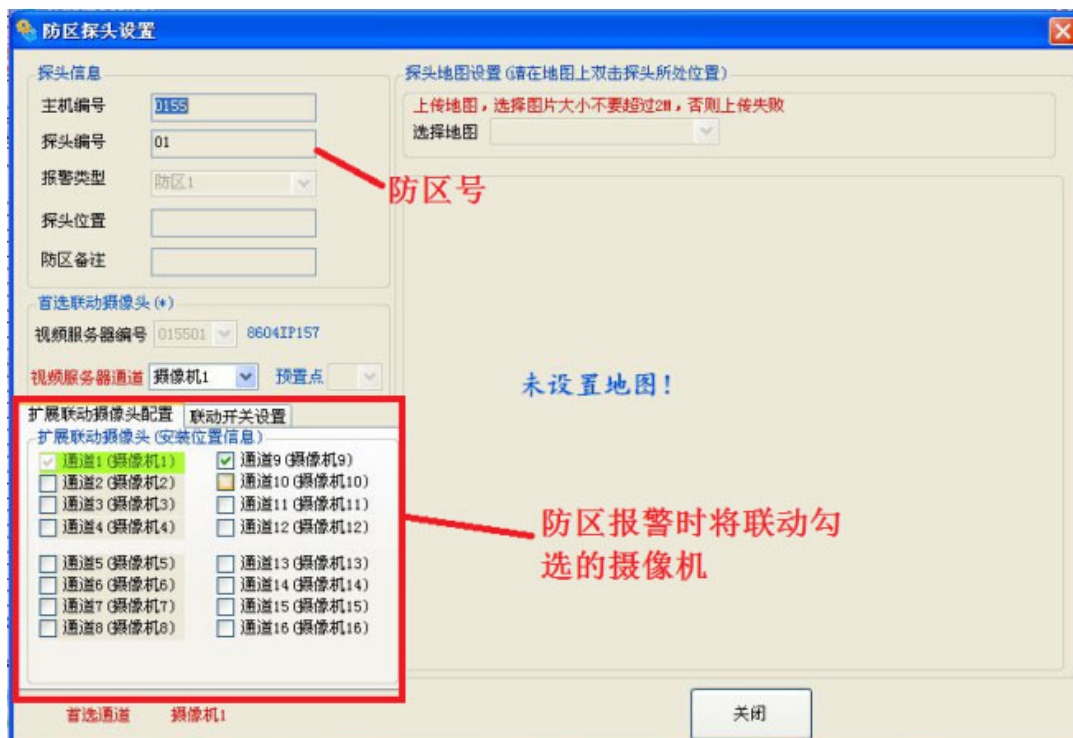 防区探头设置
探头信息
主机编号 0155
探头编号 01
报警类型 防区1
探头位置
防区备注
首选联动摄像头(*)
视频服务器编号 015501 8604IP157
视频服务器通道 摄像机1 预置点
扩展联动摄像头配置 联动开关设置
扩展联动摄像头(安装位置信息)
通道1(摄像机1) 通道9(摄像机9)
通道2(摄像机2) 通道10(摄像机10)
通道3(摄像机3) 通道11(摄像机11)
通道4(摄像机4) 通道12(摄像机12)
通道5(摄像机5) 通道13(摄像机13)
通道6(摄像机6) 通道14(摄像机14)
通道7(摄像机7) 通道15(摄像机15)
通道8(摄像机8) 通道16(摄像机16)
首选通道 摄像机1
探头地图设置(请在地图上双击探头所处位置)
上传地图,选择图片大小不要超过2M,否则上传失败
选择地图
防区号
未设置地图!
防区报警时将联动勾
选的摄像机
关闭